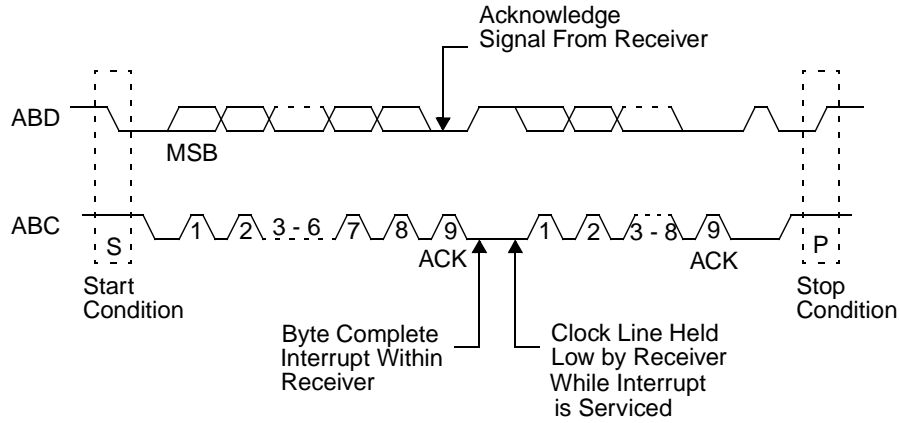 Acknowledge
Signal From Receiver
ABD
MSB
ABC
S
1
2
3 - 6
7
8
9
1
2
3 - 8
9
P
ACK
ACK
Start
Condition
Stop
Condition
Byte Complete
Interrupt Within
Receiver
Clock Line Held
Low by Receiver
While Interrupt
is Serviced